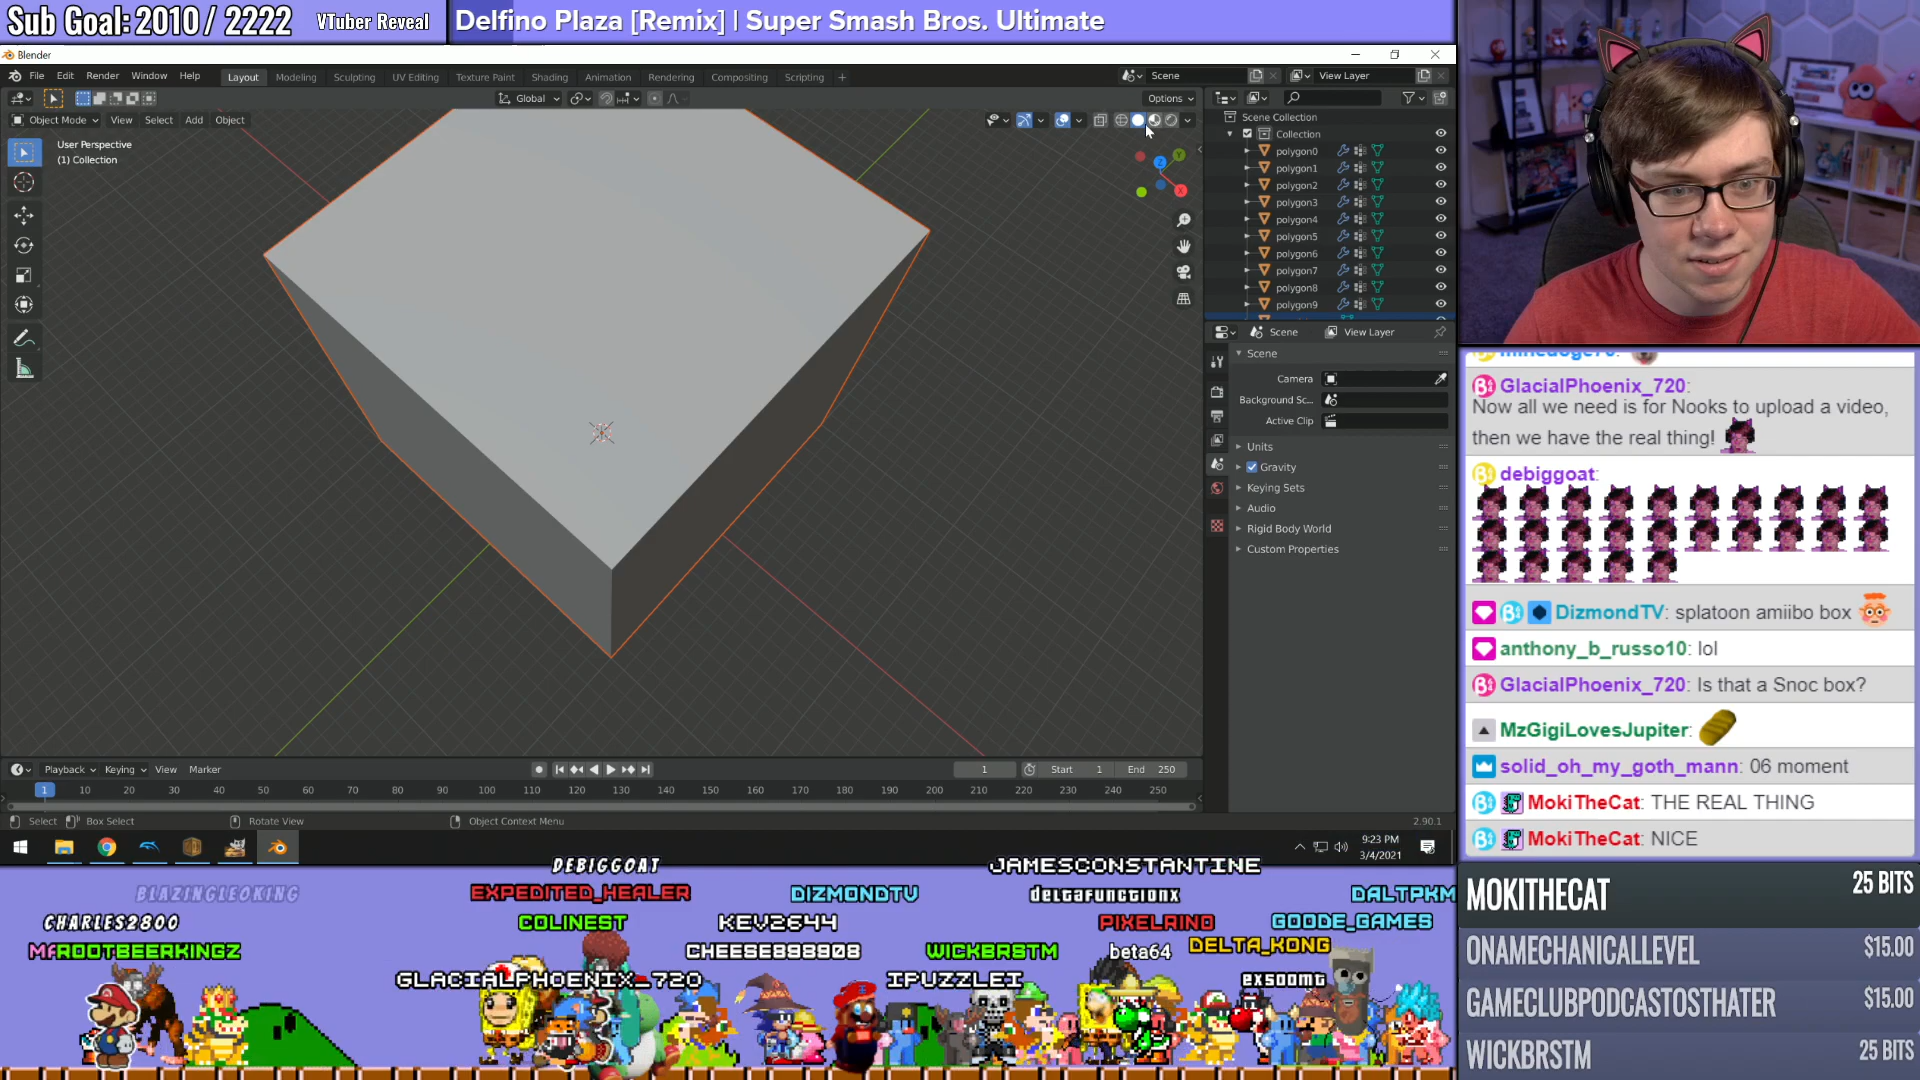 Sub Goal: 2010 / 2222
VTuber Reveal
Delfino Plaza [Remix] | Super Smash Bros. Ultimate
Blender
File Edit Render Window Help
Layout Modeling Sculpting UV Editing Texture Paint Shading Animation Rendering Compositing Scripting +
Scene
View Layer
Global
Options
Object Mode View Select Add Object
User Perspective
(1) Collection
Scene Collection
Collection
polygon0
polygon1
polygon2
polygon3
polygon4
polygon5
polygon6
polygon7
polygon8
polygon9
Y
Z
X
Scene View Layer
Scene
Camera
Background Sc...
Active Clip
Units
Gravity
Keying Sets
Audio
Rigid Body World
Custom Properties
Playback Keying View Marker
1 Start 1 End 250
1 10 20 30 40 50 60 70 80 90 100 110 120 130 140 150 160 170 180 190 200 210 220 230 240 250
Select Box Select Rotate View Object Context Menu 2.90.1
9:23 PM
3/4/2021
GlacialPhoenix_720:
Now all we need is for Nooks to upload a video,
then we have the real thing!
debiggoat:
DizmondTV: splatoon amiibo box
anthony_b_russo10: lol
GlacialPhoenix_720: Is that a Snoc box?
MzGigiLovesJupiter:
solid_oh_my_goth_mann: 06 moment
MokiTheCat: THE REAL THING
MokiTheCat: NICE
MOKITHECAT 25 BITS
ONAMECHANICALLEVEL $15.00
GAMECLUBPODCASTOSTHATER $15.00
WICKBRSTM 25 BITS
DEBIGGOAT
JAMESCONSTANTINE
BLAZINGLEOKING
EXPEDITED_HEALER
DIZMONDTV
deltafunctionx
DALTPKM
CHARLES2800
COLINEST
KEV2644
PIXELRINO
GOODE_GAMES
ROOTBEERKINGZ
CHEESE898908
WICKBRSTM
beta64
DELTA_KONG
GLACIALPHOENIX_720
IPUZZLEI
exsoomt